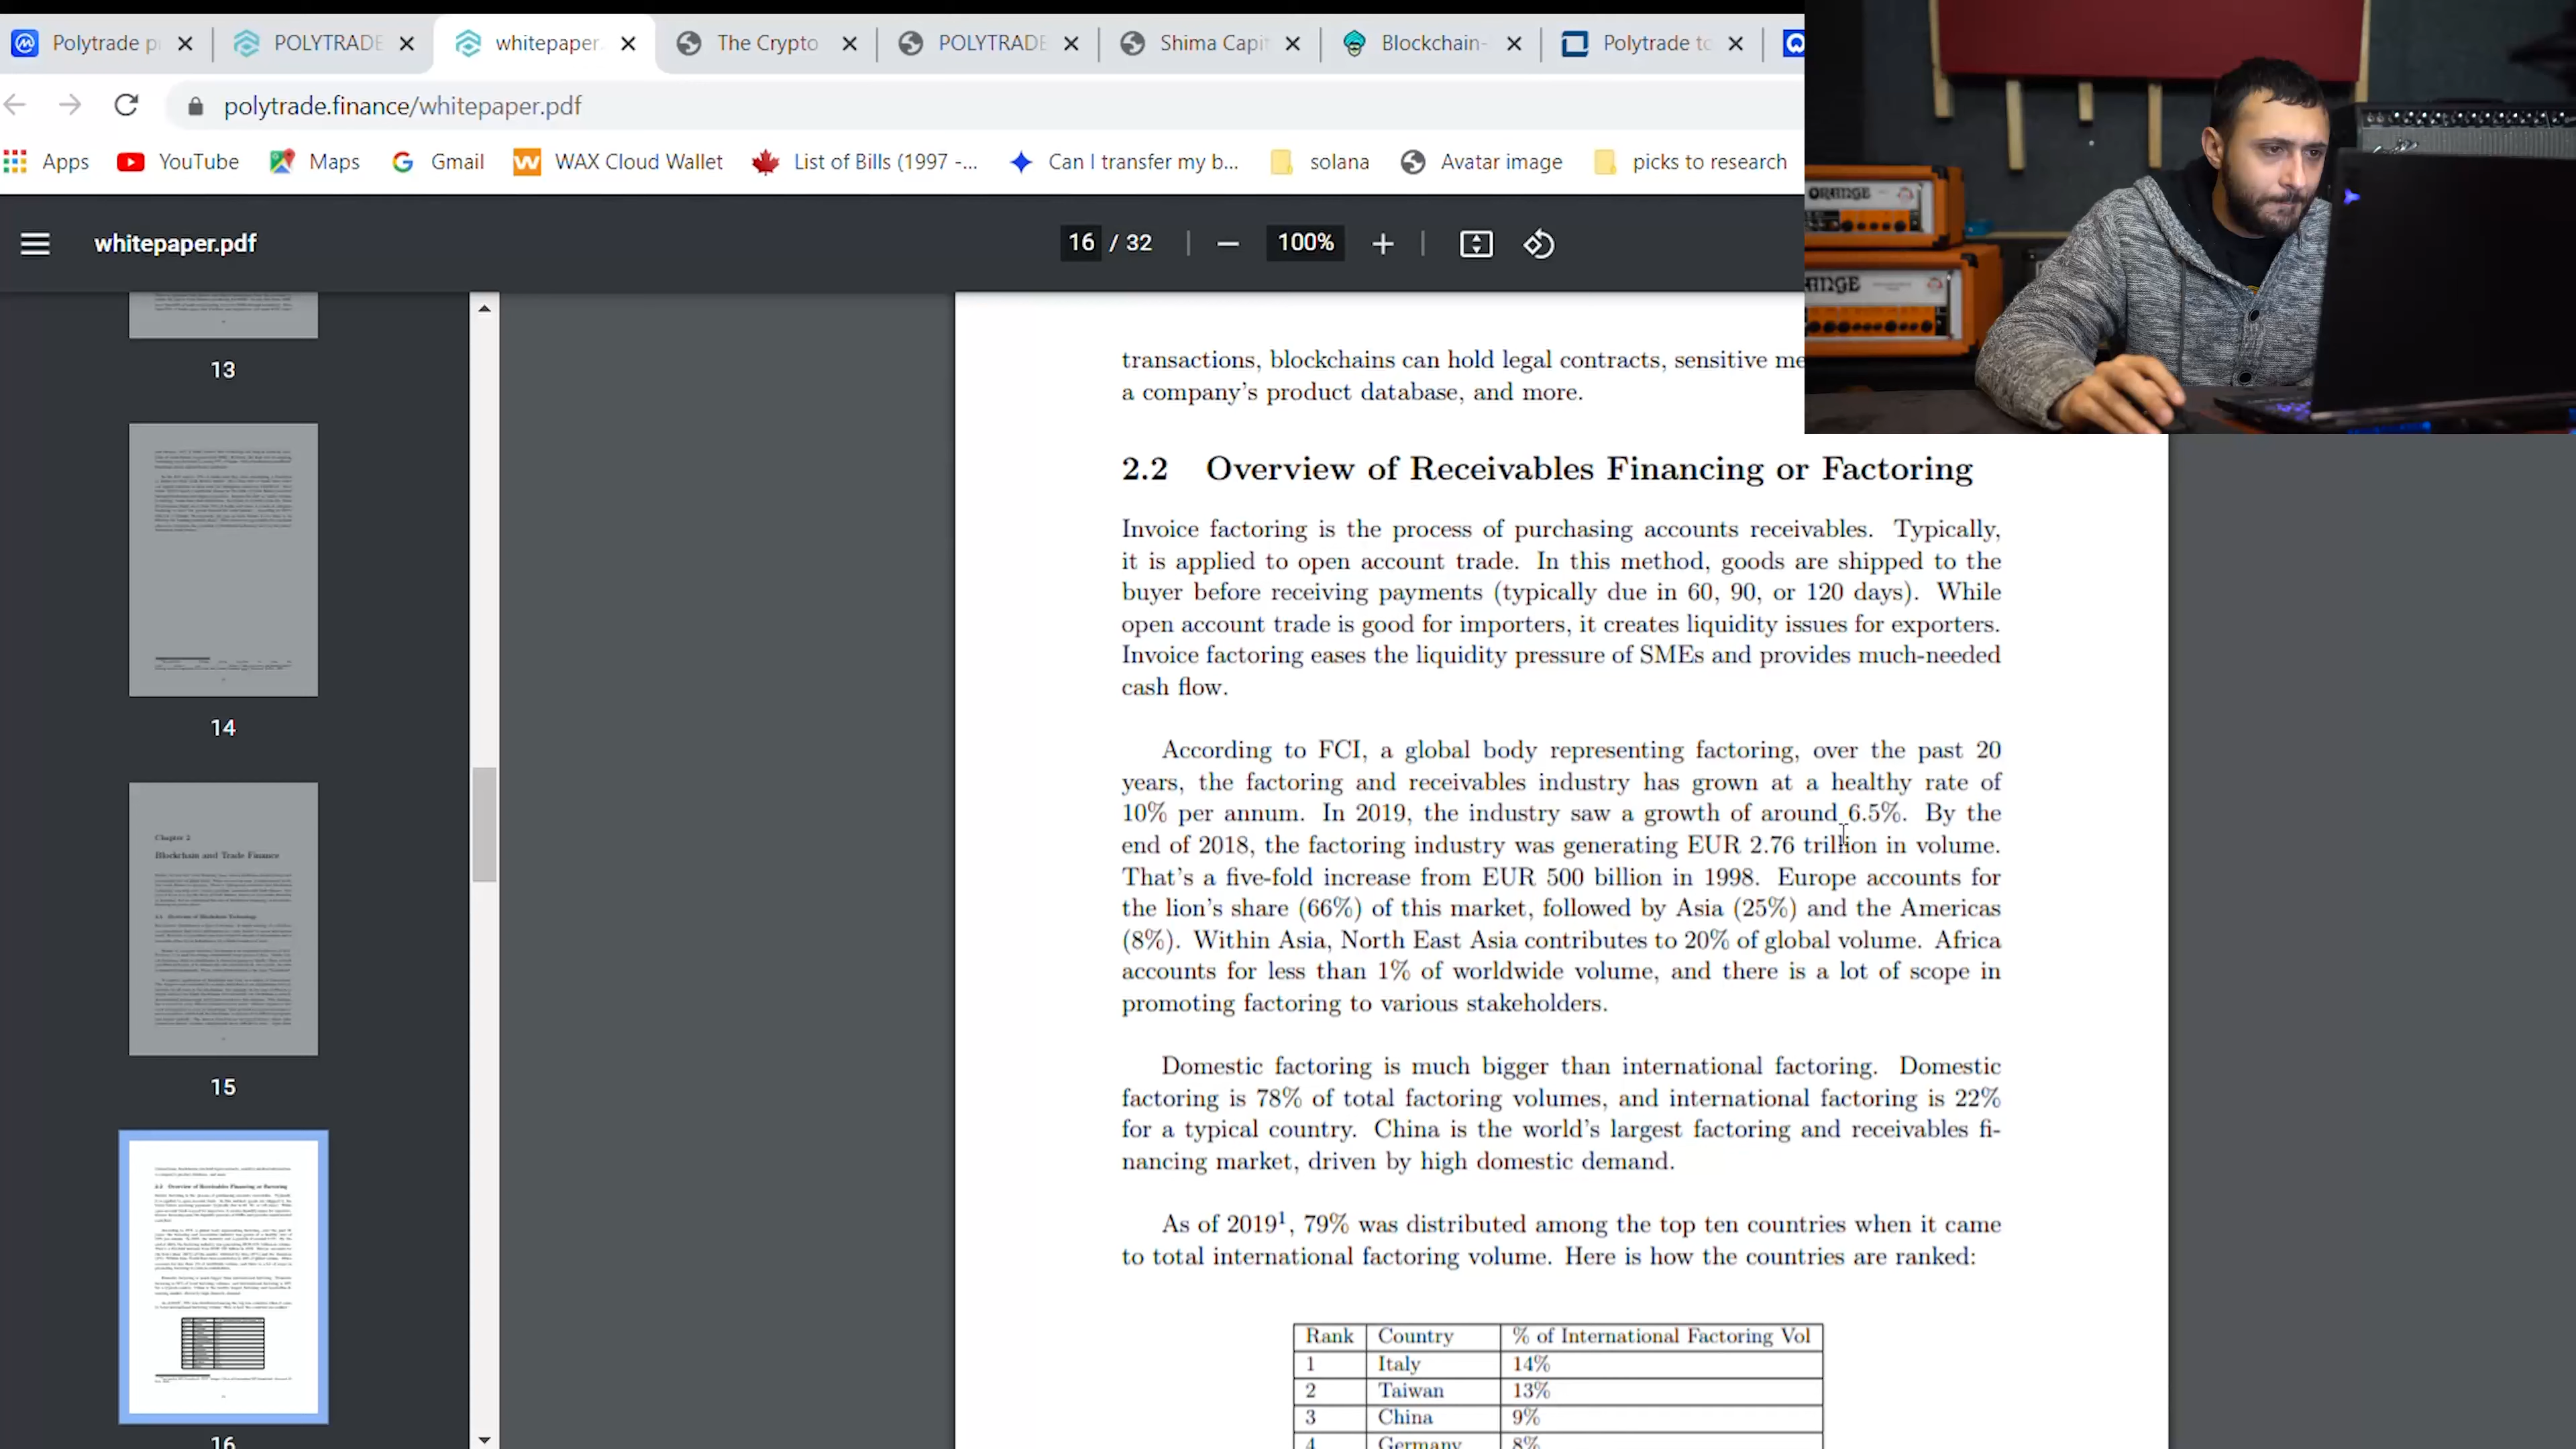 Polytrade p
POLYTRADE
whitepaper.
The Crypto
POLYTRADE
Shima Capi
Blockchain-
Polytrade to
polytrade.finance/whitepaper.pdf
Apps
YouTube
Maps
Gmail
WAX Cloud Wallet
List of Bills (1997 -...
Can I transfer my b...
solana
Avatar image
picks to research
whitepaper.pdf
16 / 32
100%
ORANGE
13
14
Chapter 2
Blockchain and Trade Finance
15
16
transactions, blockchains can hold legal contracts, sensitive me
a company's product database, and more.
2.2 Overview of Receivables Financing or Factoring
Invoice factoring is the process of purchasing accounts receivables. Typically,
it is applied to open account trade. In this method, goods are shipped to the
buyer before receiving payments (typically due in 60, 90, or 120 days). While
open account trade is good for importers, it creates liquidity issues for exporters.
Invoice factoring eases the liquidity pressure of SMEs and provides much-needed
cash flow.
According to FCI, a global body representing factoring, over the past 20
years, the factoring and receivables industry has grown at a healthy rate of
10% per annum. In 2019, the industry saw a growth of around 6.5%. By the
end of 2018, the factoring industry was generating EUR 2.76 trillion in volume.
That's a five-fold increase from EUR 500 billion in 1998. Europe accounts for
the lion's share (66%) of this market, followed by Asia (25%) and the Americas
(8%). Within Asia, North East Asia contributes to 20% of global volume. Africa
accounts for less than 1% of worldwide volume, and there is a lot of scope in
promoting factoring to various stakeholders.
Domestic factoring is much bigger than international factoring. Domestic
factoring is 78% of total factoring volumes, and international factoring is 22%
for a typical country. China is the world's largest factoring and receivables fi-
nancing market, driven by high domestic demand.
As of 2019¹, 79% was distributed among the top ten countries when it came
to total international factoring volume. Here is how the countries are ranked:
Rank Country % of International Factoring Vol
1 Italy 14%
2 Taiwan 13%
3 China 9%
4 Germany 8%